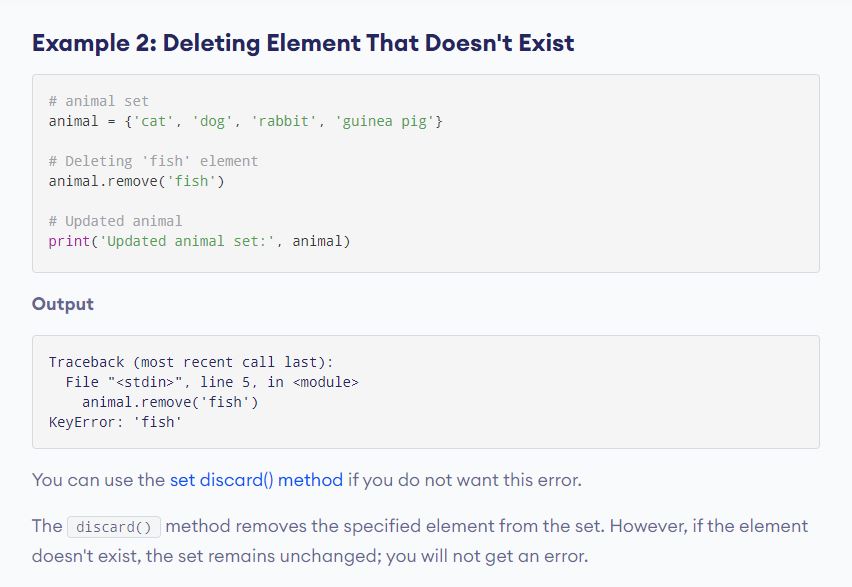 Example 2: Deleting Element That Doesn't Exist
# animal set
animal = {'cat', 'dog', 'rabbit', 'guinea pig'}
# Deleting 'fish' element
animal.remove('fish')
# Updated animal
print('Updated animal set:', animal)
Output
Traceback (most recent call last):
  File "<stdin>", line 5, in <module>
    animal.remove('fish')
KeyError: 'fish'
You can use the set discard() method if you do not want this error.
The discard() method removes the specified element from the set. However, if the element
doesn't exist, the set remains unchanged; you will not get an error.